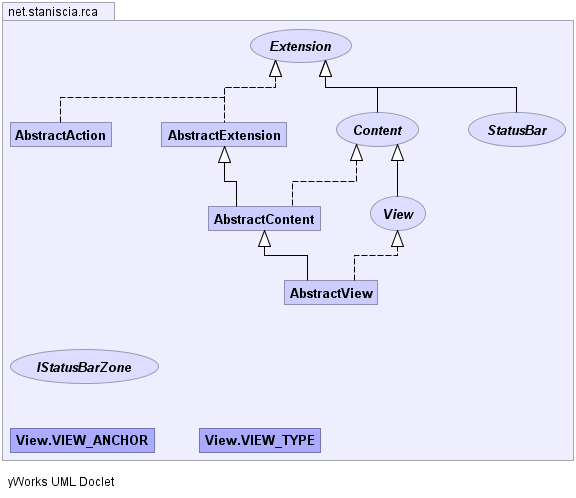 net.staniscia.rca
Extension
AbstractAction
AbstractExtension
Content
StatusBar
AbstractContent
View
AbstractView
IStatusBarZone
View.VIEW_ANCHOR
View.VIEW_TYPE
yWorks UML Doclet